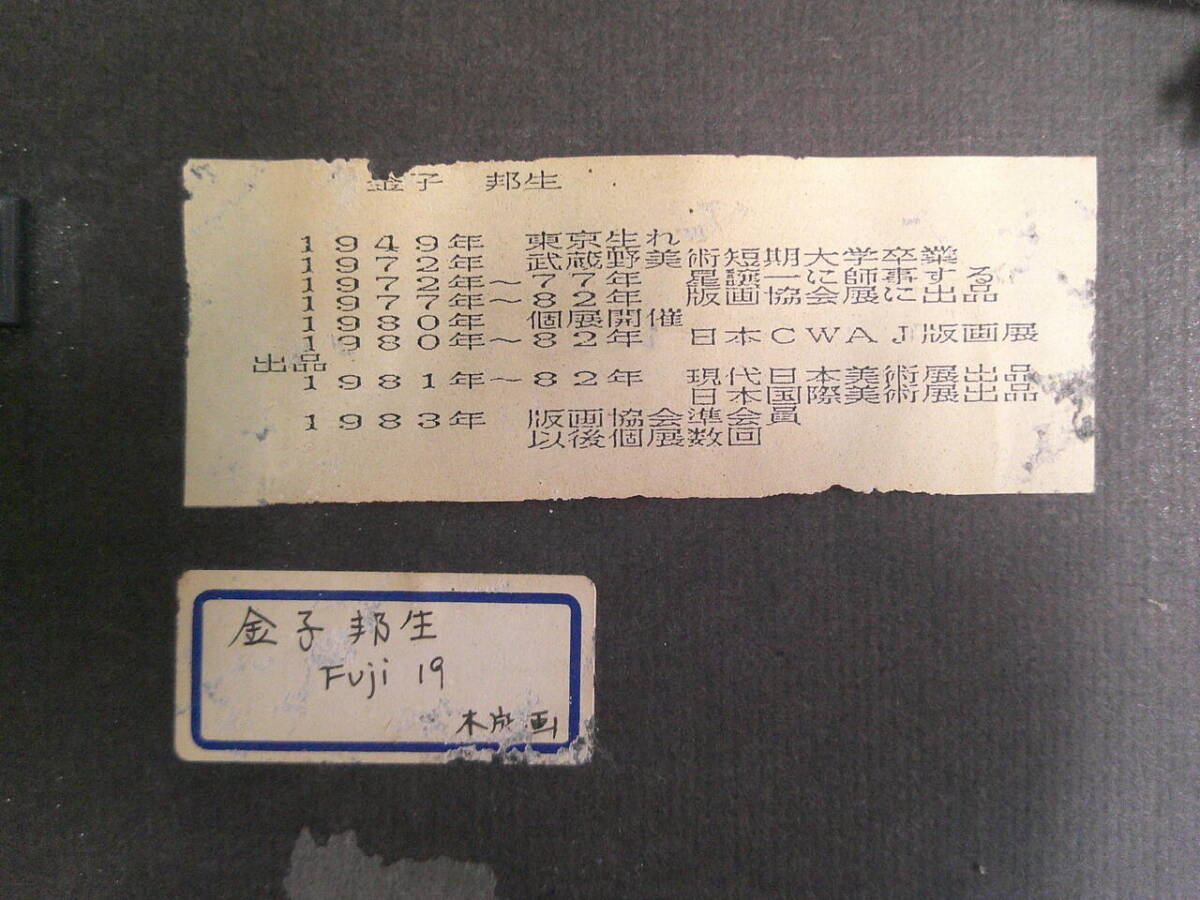 金子 邦生
1949年 東京生れ
1972年 武蔵野美術短期大学卒業
1972年~77年 星譲一に師事する
1977年~82年 版画協会展に出品
1980年 個展開催
1980年~82年 日本CWAJ版画展
出品
1981年~82年 現代日本美術展出品
日本国際美術展出品
1983年 版画協会準会員
以後個展数回
金子邦生
Fuji 19
木版画